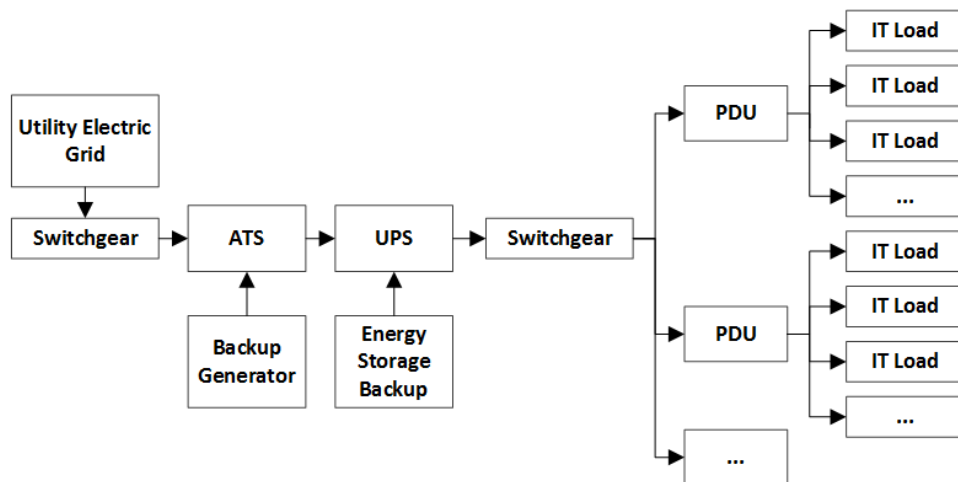 Utility Electric
Grid
Switchgear
ATS
Backup
Generator
UPS
Energy
Storage
Backup
Switchgear
PDU
IT Load
IT Load
IT Load
...
PDU
IT Load
IT Load
IT Load
...
...